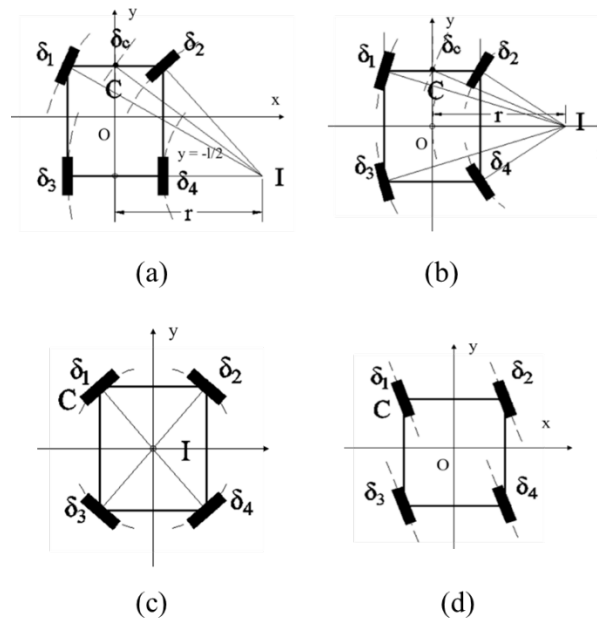 y
δ₁ δc δ₂
C
x
O
y = -l/2
I
δ₃ δ₄
r
(a)
y
δ₁ δc δ₂
C
r
I
O
δ₃ δ₄
(b)
y
δ₁ δ₂
C
I
δ₃ δ₄
(c)
y
δ₁ δ₂
C
x
O
δ₃ δ₄
(d)